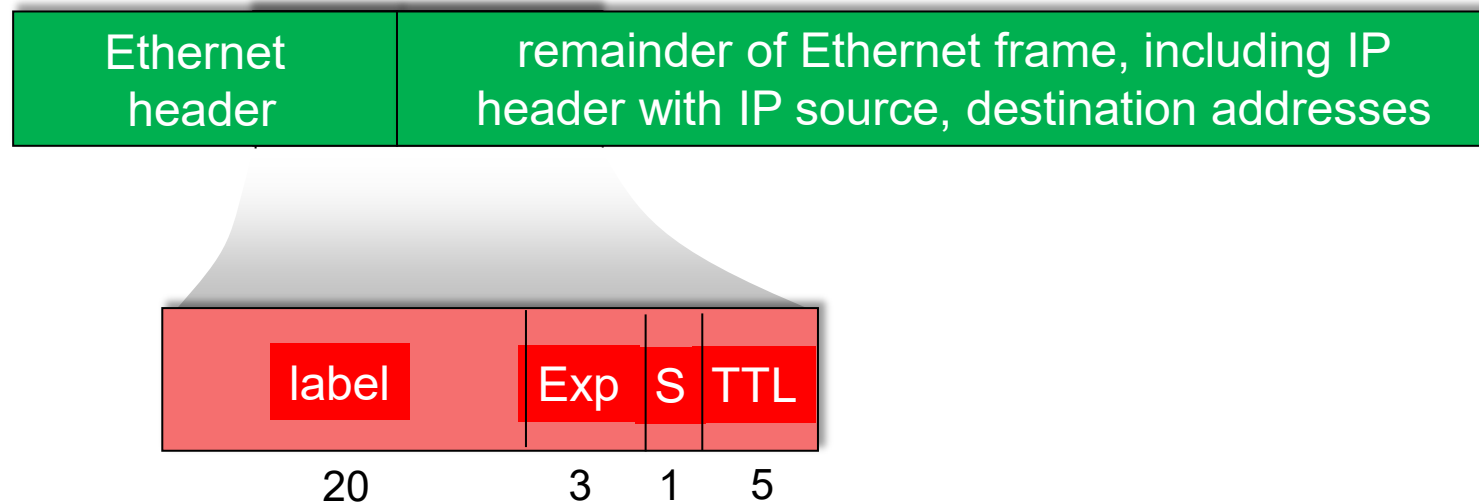 Ethernet
header
remainder of Ethernet frame, including IP
header with IP source, destination addresses
label Exp S TTL
20 3 1 5